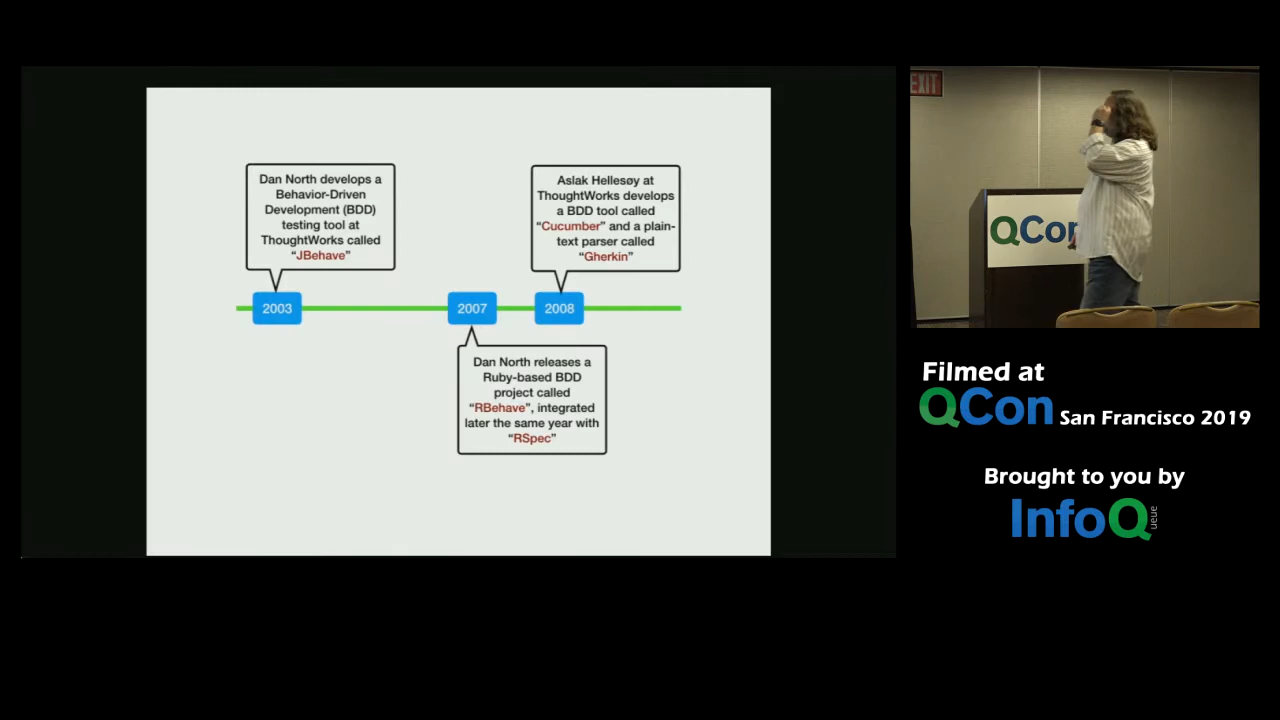 Dan North develops a
Behavior-Driven
Development (BDD)
testing tool at
ThoughtWorks called
“JBehave”
Aslak Hellesøy at
ThoughtWorks develops
a BDD tool called
“Cucumber” and a plain-
text parser called
“Gherkin”
2003
2007
2008
Dan North releases a
Ruby-based BDD
project called
“RBehave”, integrated
later the same year with
“RSpec”
EXIT
QCon
Filmed at
QCon San Francisco 2019
Brought to you by
InfoQueue